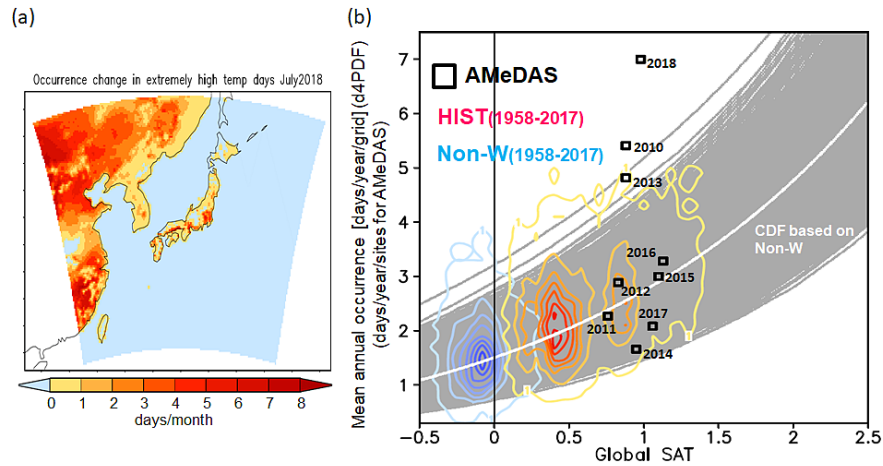 (a)
Occurrence change in extremely high temp days July2018
0 1 2 3 4 5 6 7 8
days/month
(b)
Mean annual occurrence [days/year/grid](d4PDF)
(days/year/sites for AMeDAS)
7
6
5
4
3
2
1
AMeDAS
HIST(1958-2017)
Non-W(1958-2017)
2018
2010
2013
2016
2015
2012
2011
2017
2014
CDF based on
Non-W
1
1
1
−0.5 0 0.5 1 1.5 2 2.5
Global SAT